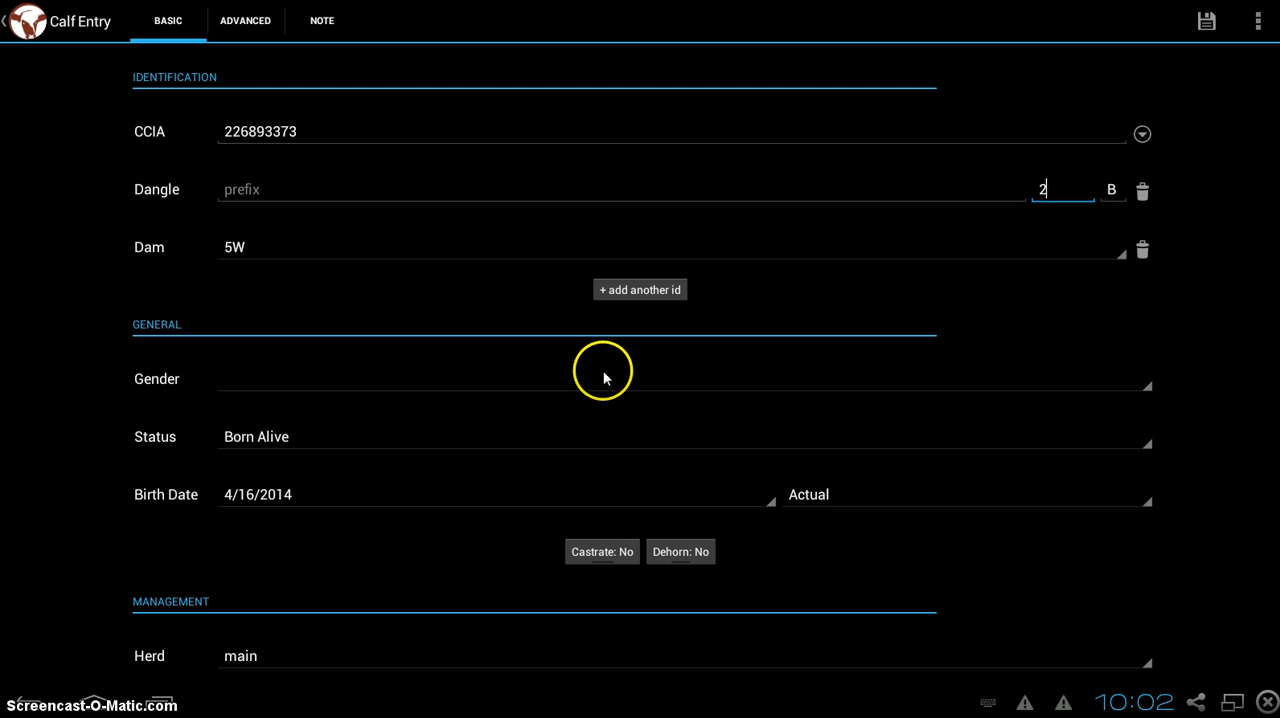 Calf Entry BASIC ADVANCED NOTE
IDENTIFICATION
CCIA 226893373
Dangle prefix 2 B
Dam 5W
+ add another id
GENERAL
Gender
Status Born Alive
Birth Date 4/16/2014 Actual
Castrate: No Dehorn: No
MANAGEMENT
Herd main
Screencast-O-Matic.com 10:02